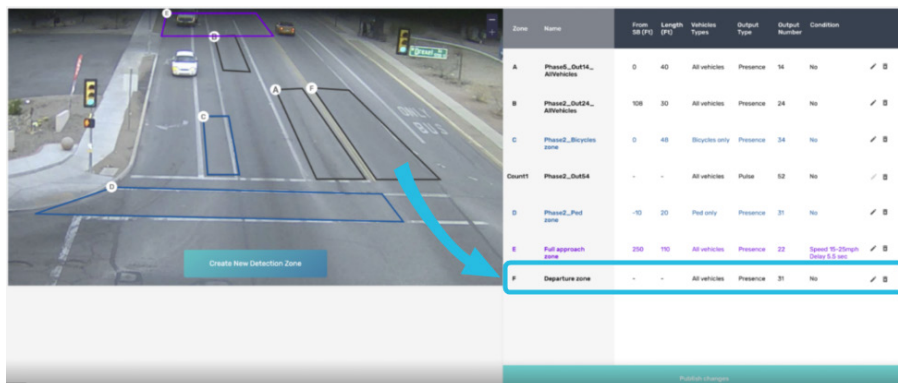 E
B
A
F
C
D
ONLY
BUS
Create New Detection Zone
Zone Name From SB (Ft) Length (Ft) Vehicles Types Output Type Output Number Condition
A Phase5_Out14_AllVehicles 0 40 All vehicles Presence 14 No
B Phase2_Out24_AllVehicles 108 30 All vehicles Presence 24 No
C Phase2_Bicycles zone 0 48 Bicycles only Presence 34 No
Count1 Phase2_Out54 - - All vehicles Pulse 52 No
D Phase2_Ped zone -10 20 Ped only Presence 31 No
E Full approach zone 250 110 All vehicles Presence 22 Speed 15-25mph Delay 5.5 sec
F Departure zone - - All vehicles Presence 31 No
Publish changes